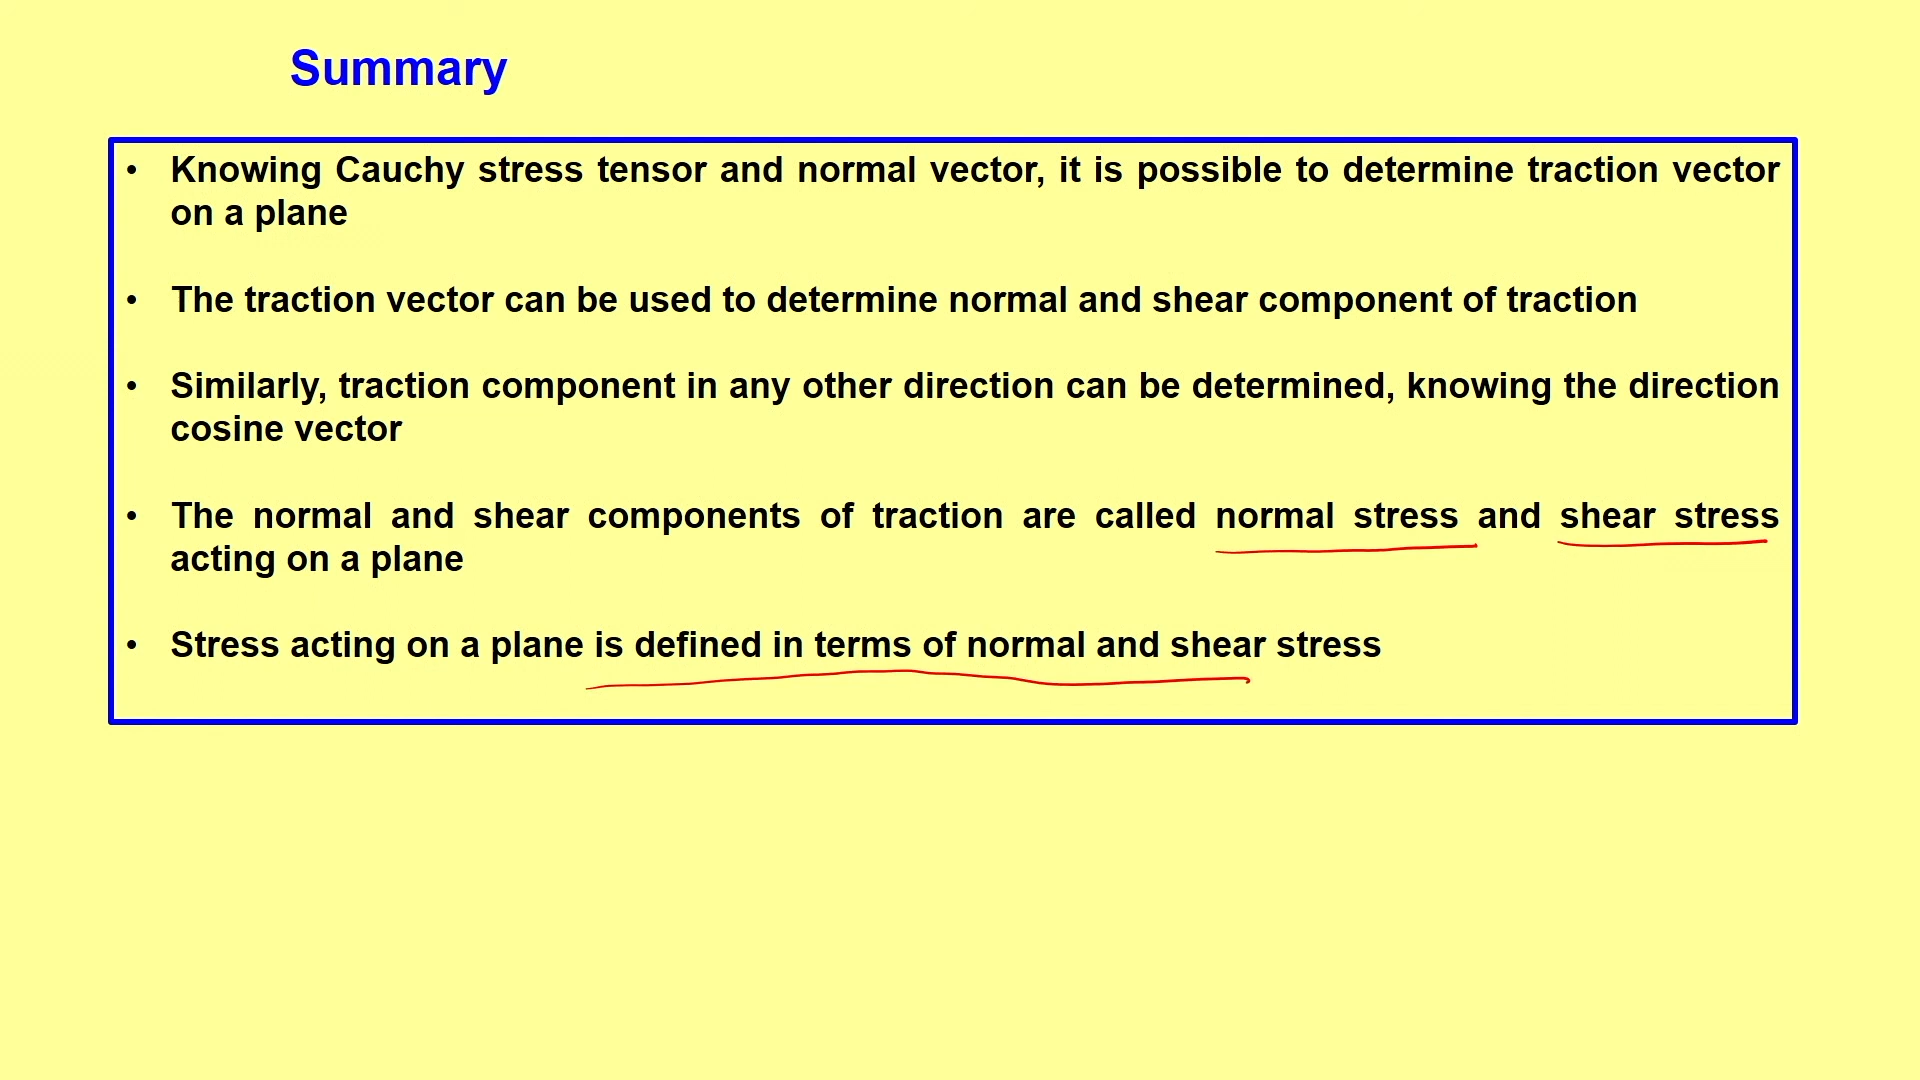 Summary
• Knowing Cauchy stress tensor and normal vector, it is possible to determine traction vector
on a plane
• The traction vector can be used to determine normal and shear component of traction
• Similarly, traction component in any other direction can be determined, knowing the direction
cosine vector
• The normal and shear components of traction are called normal stress and shear stress
acting on a plane
• Stress acting on a plane is defined in terms of normal and shear stress